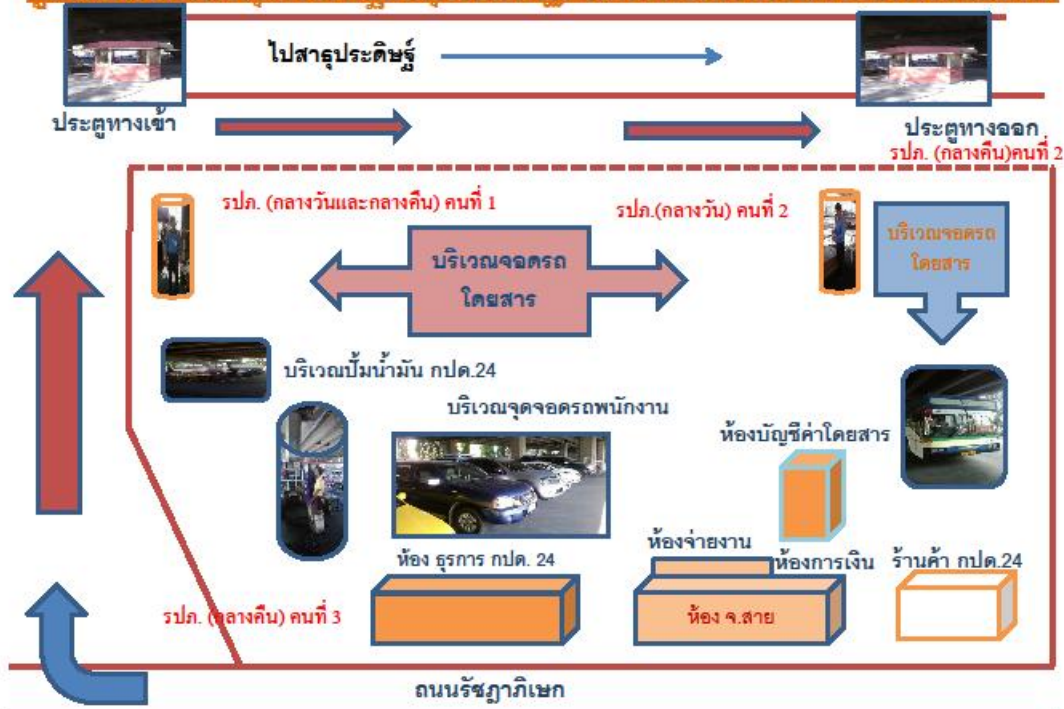 ไปสาธุประดิษฐ์
ประตูทางเข้า
ประตูทางออก
รปภ. (กลางคืน)คนที่ 2
รปภ. (กลางวันและกลางคืน) คนที่ 1
รปภ.(กลางวัน) คนที่ 2
บริเวณจอดรถ
โดยสาร
บริเวณจอดรถ
โดยสาร
บริเวณปั้มน้ำมัน กปด.24
บริเวณจุดจอดรถพนักงาน
ห้องบัญชีค่าโดยสาร
ห้อง ธุรการ กปด. 24
ห้องจ่ายงาน
ห้องการเงิน
ร้านค้า กปด.24
รปภ. (กลางคืน) คนที่ 3
ห้อง จ.สาย
ถนนรัชฎาภิเษก